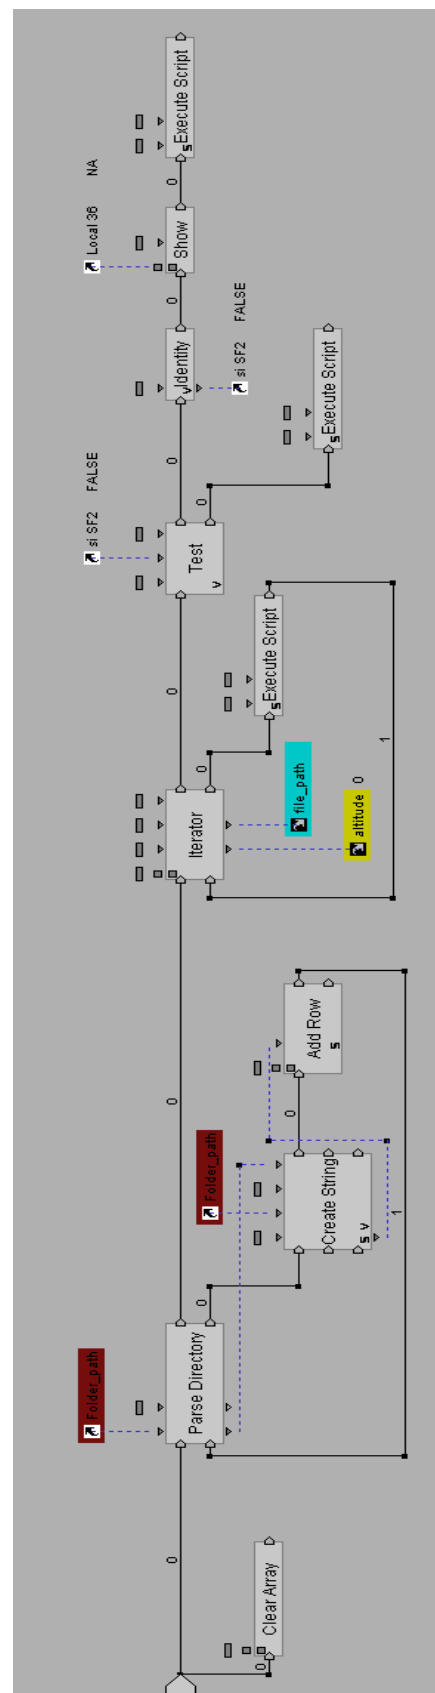 Clear Array
0
0
Folder_path
Parse Directory
0
Folder_path
Create String
S V
1
0
Add Row
S
0
Iterator
0
file_path
altitude 0
Execute Script
S
1
0
si SF2 FALSE
Test
V
0
Execute Script
S
0
Identity
V
si SF2 FALSE
0
Local 36 NA
Show
0
Execute Script
S